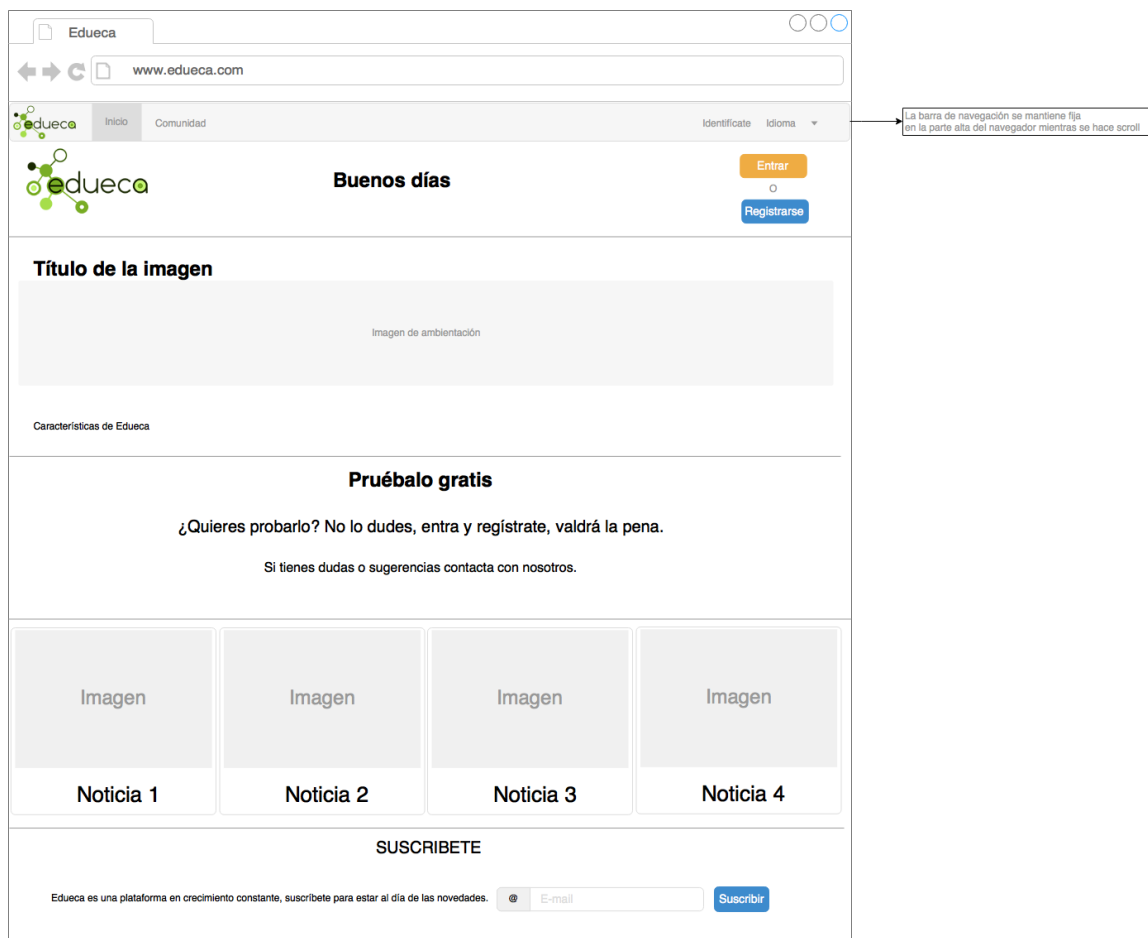 Edueca
www.edueca.com
edueca Inicio Comunidad Identifícate Idioma
La barra de navegación se mantiene fija
en la parte alta del navegador mientras se hace scroll
edueca
Buenos días
Entrar
O
Registrarse
Título de la imagen
Imagen de ambientación
Características de Edueca
Pruébalo gratis
¿Quieres probarlo? No lo dudes, entra y regístrate, valdrá la pena.
Si tienes dudas o sugerencias contacta con nosotros.
Imagen Imagen Imagen Imagen
Noticia 1 Noticia 2 Noticia 3 Noticia 4
SUSCRIBETE
Edueca es una plataforma en crecimiento constante, suscríbete para estar al día de las novedades. @ E-mail Suscribir